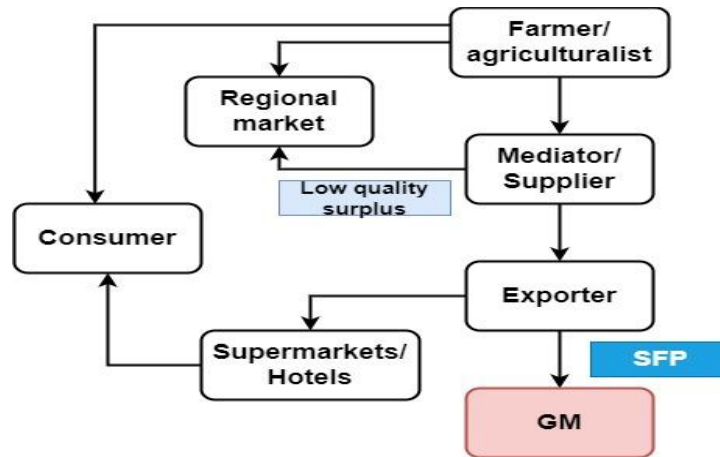 Farmer/
agriculturalist
Regional
market
Mediator/
Supplier
Low quality
surplus
Consumer
Exporter
Supermarkets/
Hotels
SFP
GM